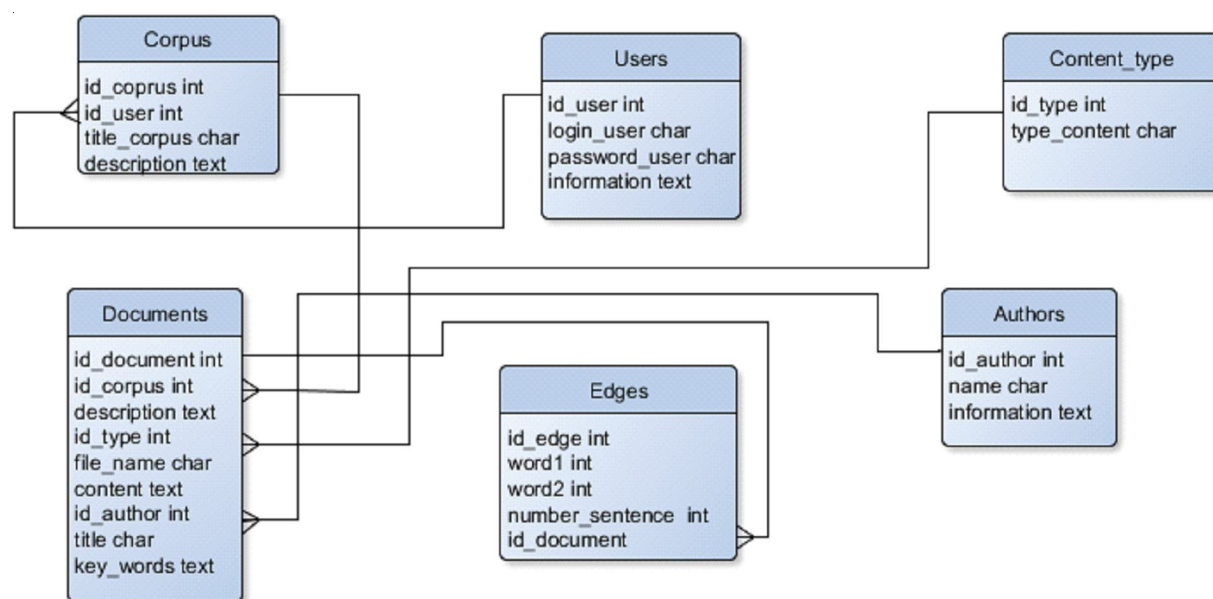 Corpus
id_coprus int
id_user int
title_corpus char
description text
Users
id_user int
login_user char
password_user char
information text
Content_type
id_type int
type_content char
Documents
id_document int
id_corpus int
description text
id_type int
file_name char
content text
id_author int
title char
key_words text
Edges
id_edge int
word1 int
word2 int
number_sentence int
id_document
Authors
id_author int
name char
information text